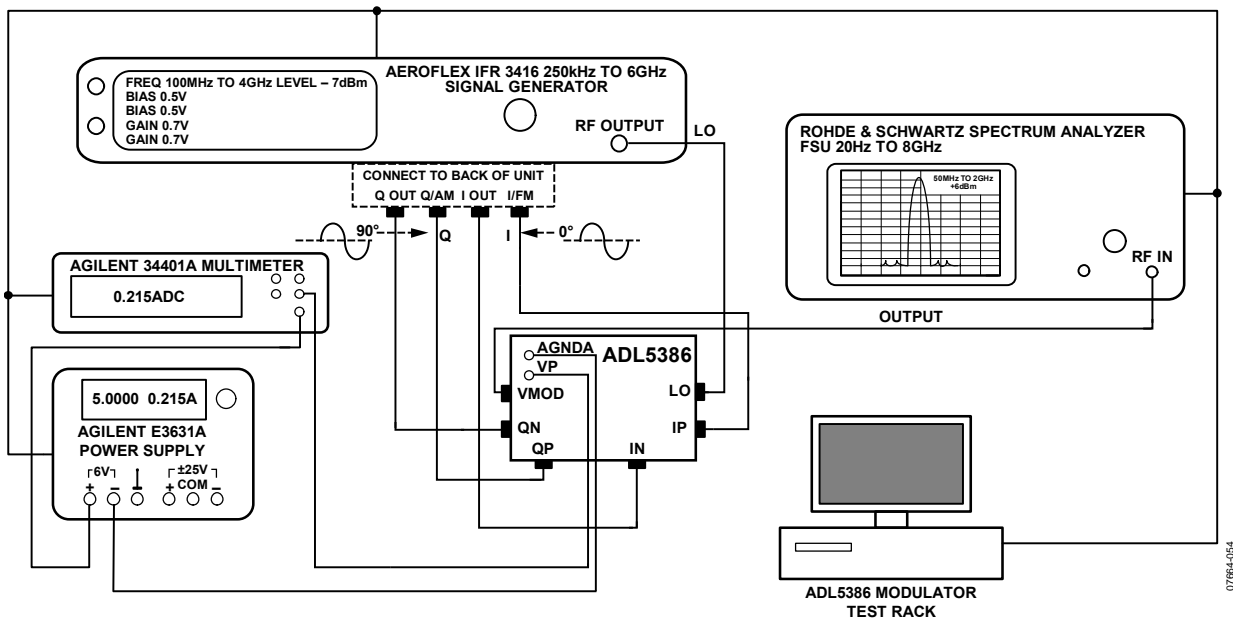 AEROFLEX IFR 3416 250kHz TO 6GHz
SIGNAL GENERATOR
FREQ 100MHz TO 4GHz LEVEL – 7dBm
BIAS 0.5V
BIAS 0.5V
GAIN 0.7V
GAIN 0.7V
RF OUTPUT
LO
CONNECT TO BACK OF UNIT
Q OUT Q/AM I OUT I/FM
90°
Q
I
0°
ROHDE & SCHWARTZ SPECTRUM ANALYZER
FSU 20Hz TO 8GHz
50MHz TO 2GHz
+6dBm
RF IN
AGILENT 34401A MULTIMETER
0.215ADC
OUTPUT
AGNDA
VP
ADL5386
VMOD
LO
QN
IP
QP
IN
5.0000 0.215A
AGILENT E3631A
POWER SUPPLY
6V
±25V
+ – + COM –
ADL5386 MODULATOR
TEST RACK
07664-054